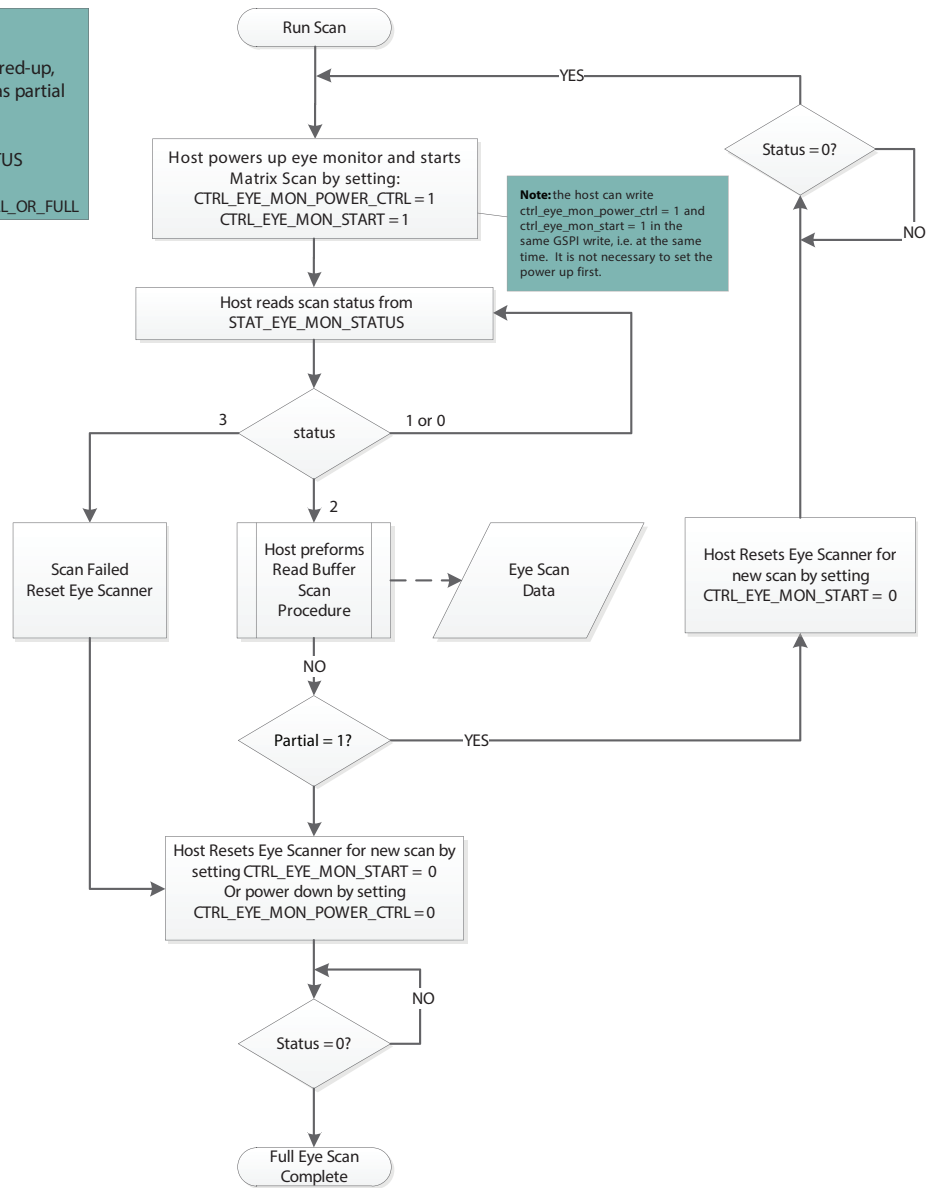 red-up,
as partial
TUS
L_OR_FULL
Run Scan
YES
Status = 0?
NO
Host powers up eye monitor and starts
Matrix Scan by setting:
CTRL_EYE_MON_POWER_CTRL = 1
CTRL_EYE_MON_START = 1
Note: the host can write
ctrl_eye_mon_power_ctrl = 1 and
ctrl_eye_mon_start = 1 in the
same GSPI write, i.e. at the same
time. It is not necessary to set the
power up first.
Host reads scan status from
STAT_EYE_MON_STATUS
3
status
1 or 0
2
Scan Failed
Reset Eye Scanner
Host preforms
Read Buffer
Scan
Procedure
Eye Scan
Data
Host Resets Eye Scanner for
new scan by setting
CTRL_EYE_MON_START = 0
NO
Partial = 1?
YES
Host Resets Eye Scanner for new scan by
setting CTRL_EYE_MON_START = 0
Or power down by setting
CTRL_EYE_MON_POWER_CTRL = 0
NO
Status = 0?
Full Eye Scan
Complete